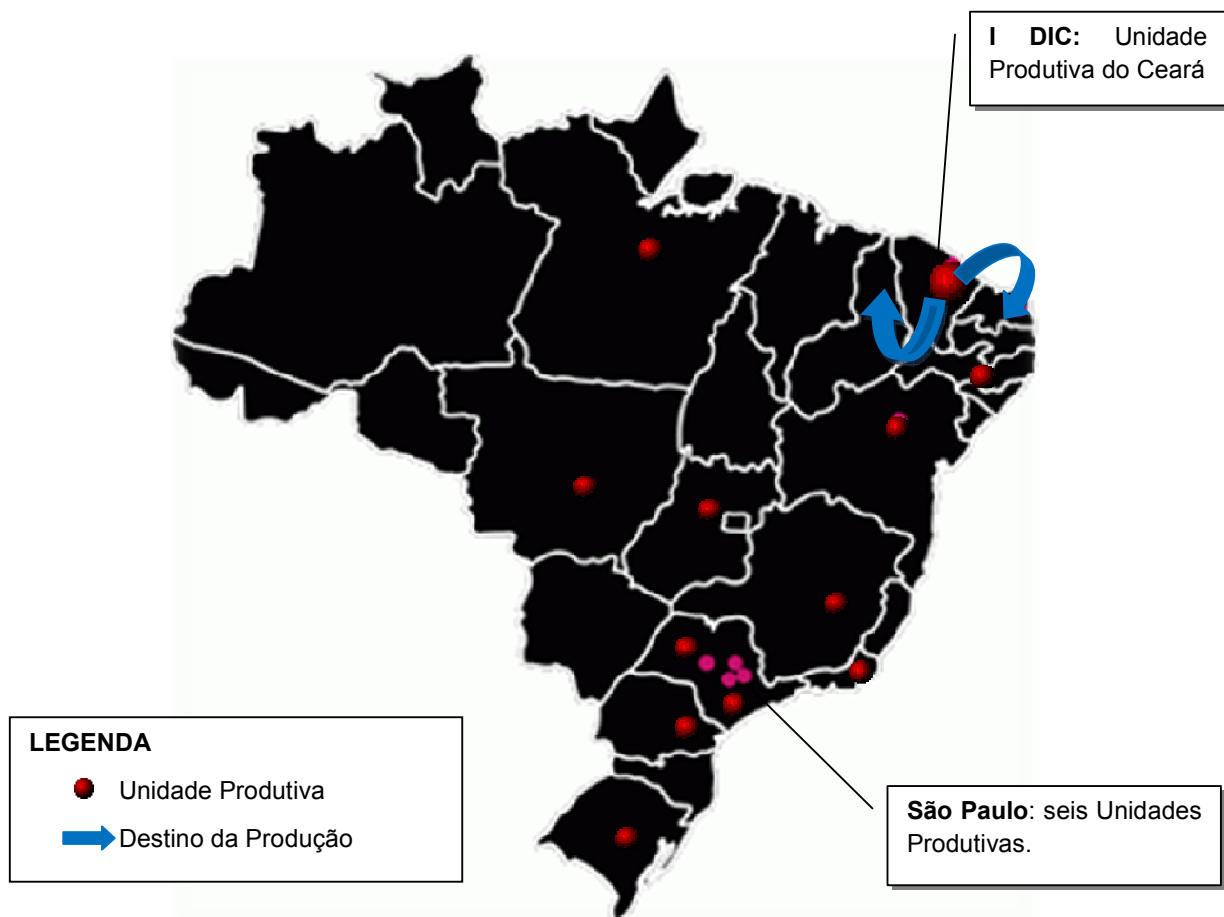 I DIC: Unidade
Produtiva do Ceará
LEGENDA
Unidade Produtiva
Destino da Produção
São Paulo: seis Unidades
Produtivas.